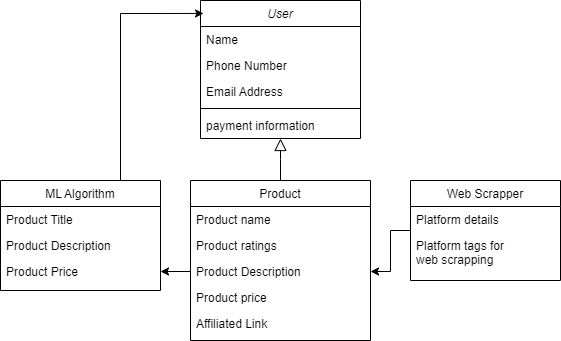 User
Name
Phone Number
Email Address
payment information
ML Algorithm
Product Title
Product Description
Product Price
Product
Product name
Product ratings
Product Description
Product price
Affiliated Link
Web Scrapper
Platform details
Platform tags for
web scrapping